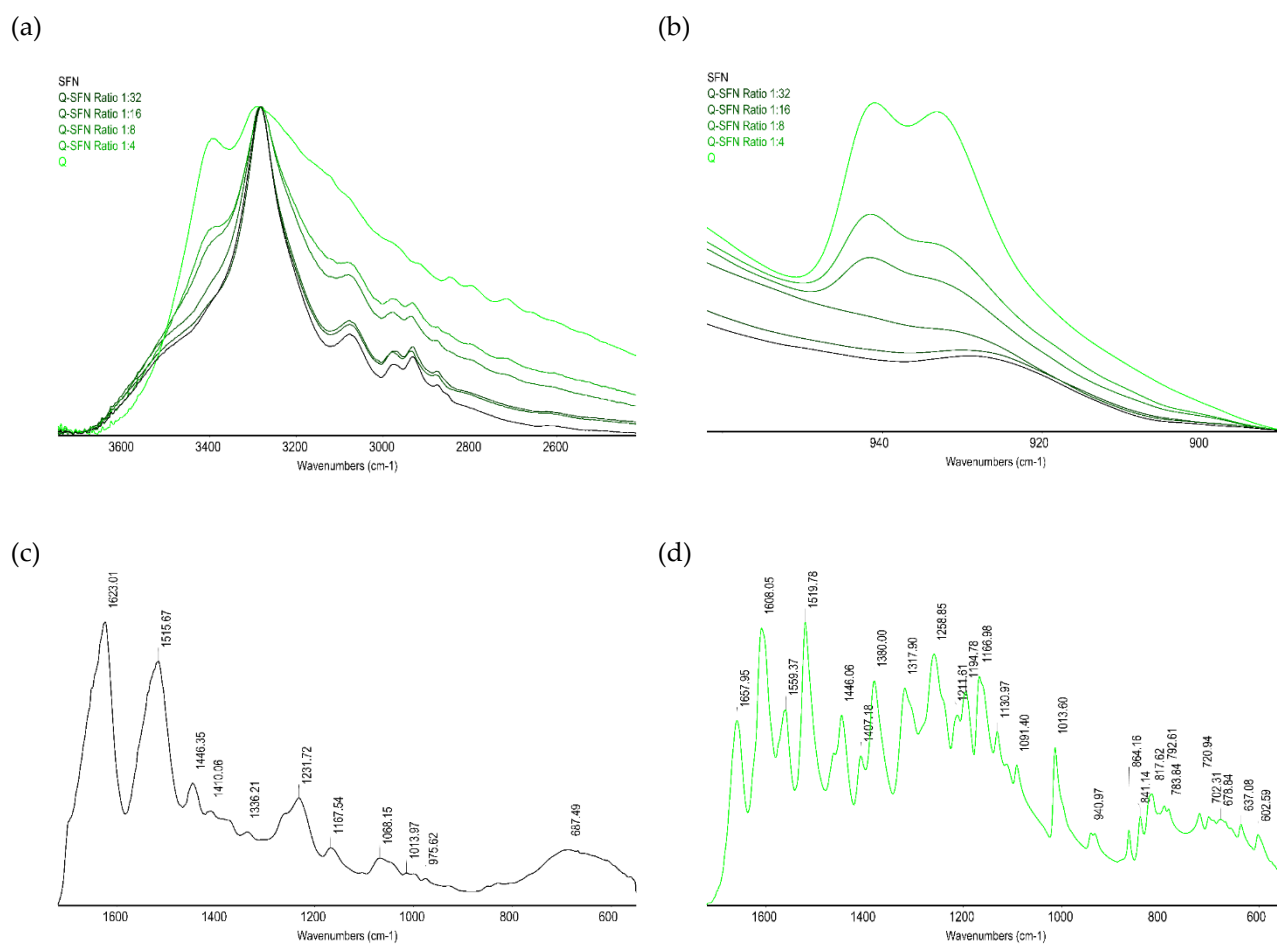 (a)
SFN
Q-SFN Ratio 1:32
Q-SFN Ratio 1:16
Q-SFN Ratio 1:8
Q-SFN Ratio 1:4
Q
3600 3400 3200 3000 2800 2600
Wavenumbers (cm-1)
(b)
SFN
Q-SFN Ratio 1:32
Q-SFN Ratio 1:16
Q-SFN Ratio 1:8
Q-SFN Ratio 1:4
Q
940 920 900
Wavenumbers (cm-1)
(c)
1623.01
1515.67
1446.35
1410.06
1336.21
1231.72
1167.54
1068.15
1013.97
975.62
687.49
1600 1400 1200 1000 800 600
Wavenumbers (cm-1)
(d)
1657.95
1608.05
1559.37
1519.78
1446.06
1407.18
1380.00
1317.90
1258.85
1211.61
1194.78
1166.98
1130.97
1091.40
1013.60
940.97
864.16
841.14
817.62
792.61
783.84
720.94
702.31
678.84
637.08
602.59
1600 1400 1200 1000 800 600
Wavenumbers (cm-1)